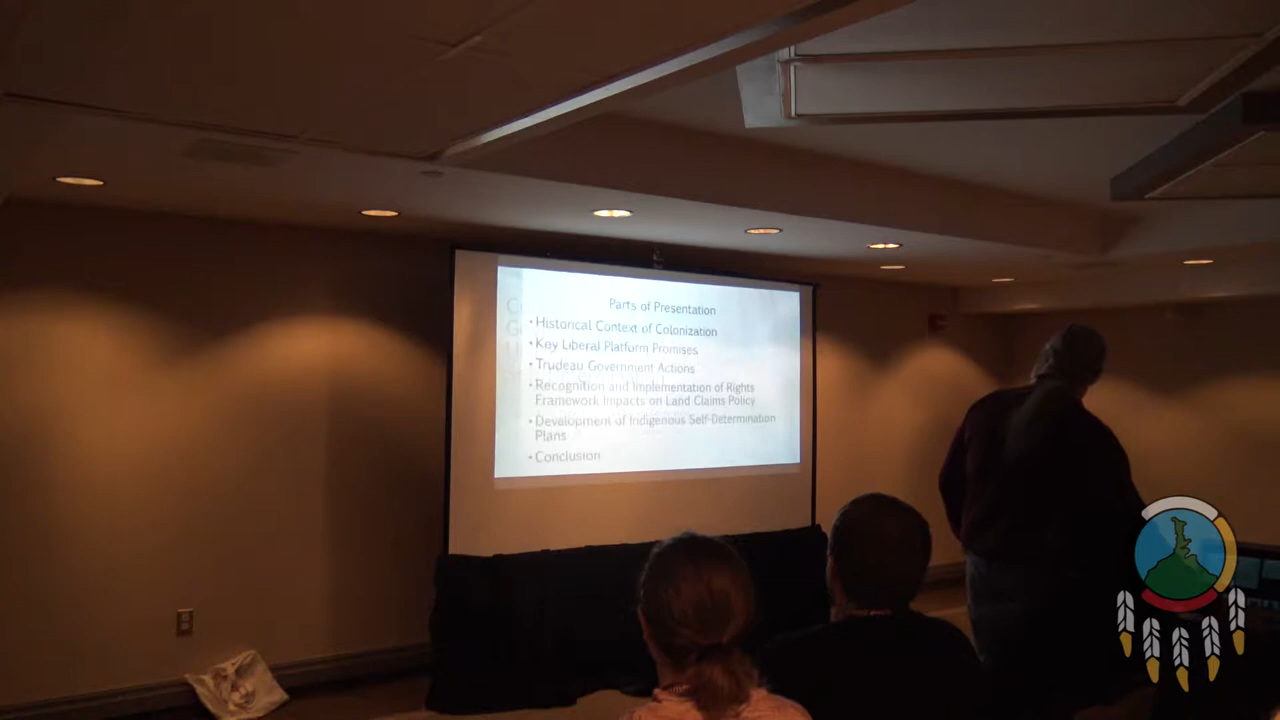 Parts of Presentation
• Historical Context of Colonization
• Key Liberal Platform Promises
• Trudeau Government Actions
• Recognition and Implementation of Rights
Framework Impacts on Land Claims Policy
• Development of Indigenous Self-Determination
Plans
• Conclusion